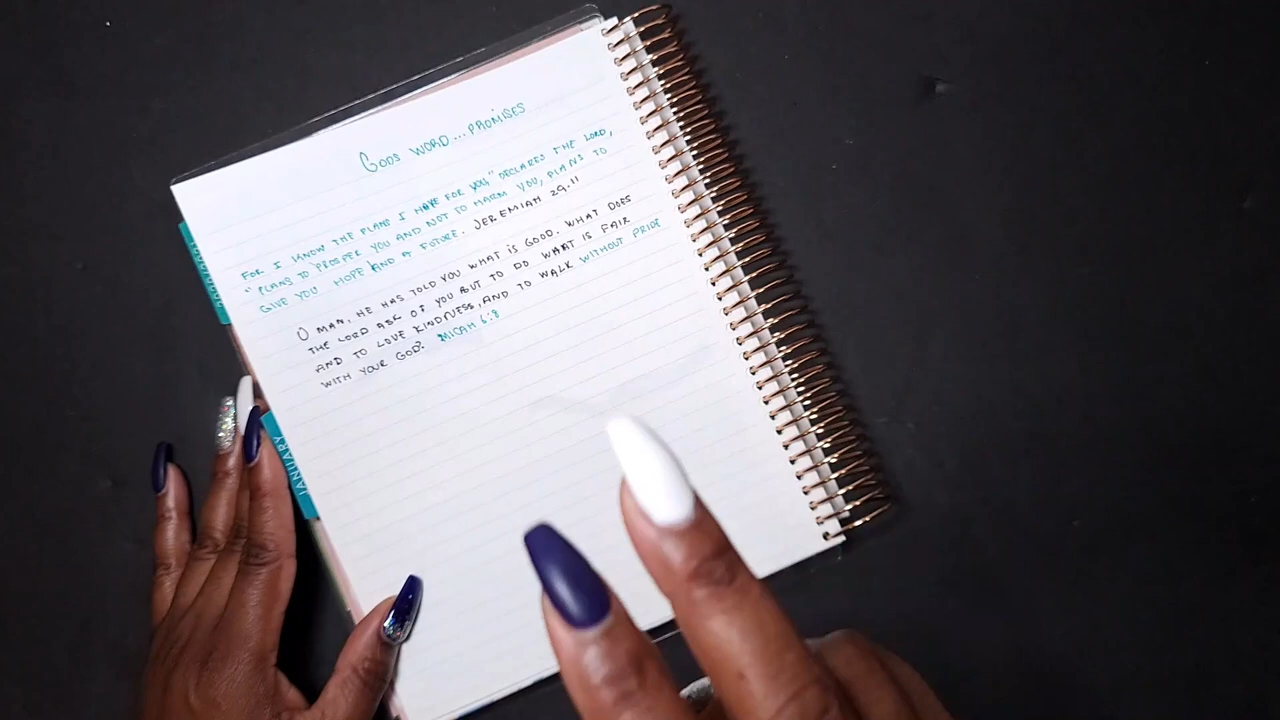 GODS WORD... PROMISES
FOR I KNOW THE PLANS I HAVE FOR YOU," DECLARES THE LORD,
"PLANS TO PROSPER YOU AND NOT TO HARM YOU, PLANS TO
GIVE YOU HOPE AND A FUTURE. JEREMIAH 29.11
O MAN, HE HAS TOLD YOU WHAT IS GOOD. WHAT DOES
THE LORD ASK OF YOU BUT TO DO WHAT IS FAIR
AND TO LOVE KINDNESS, AND TO WALK WITHOUT PRIDE
WITH YOUR GOD? MICAH 6:8
JANUARY